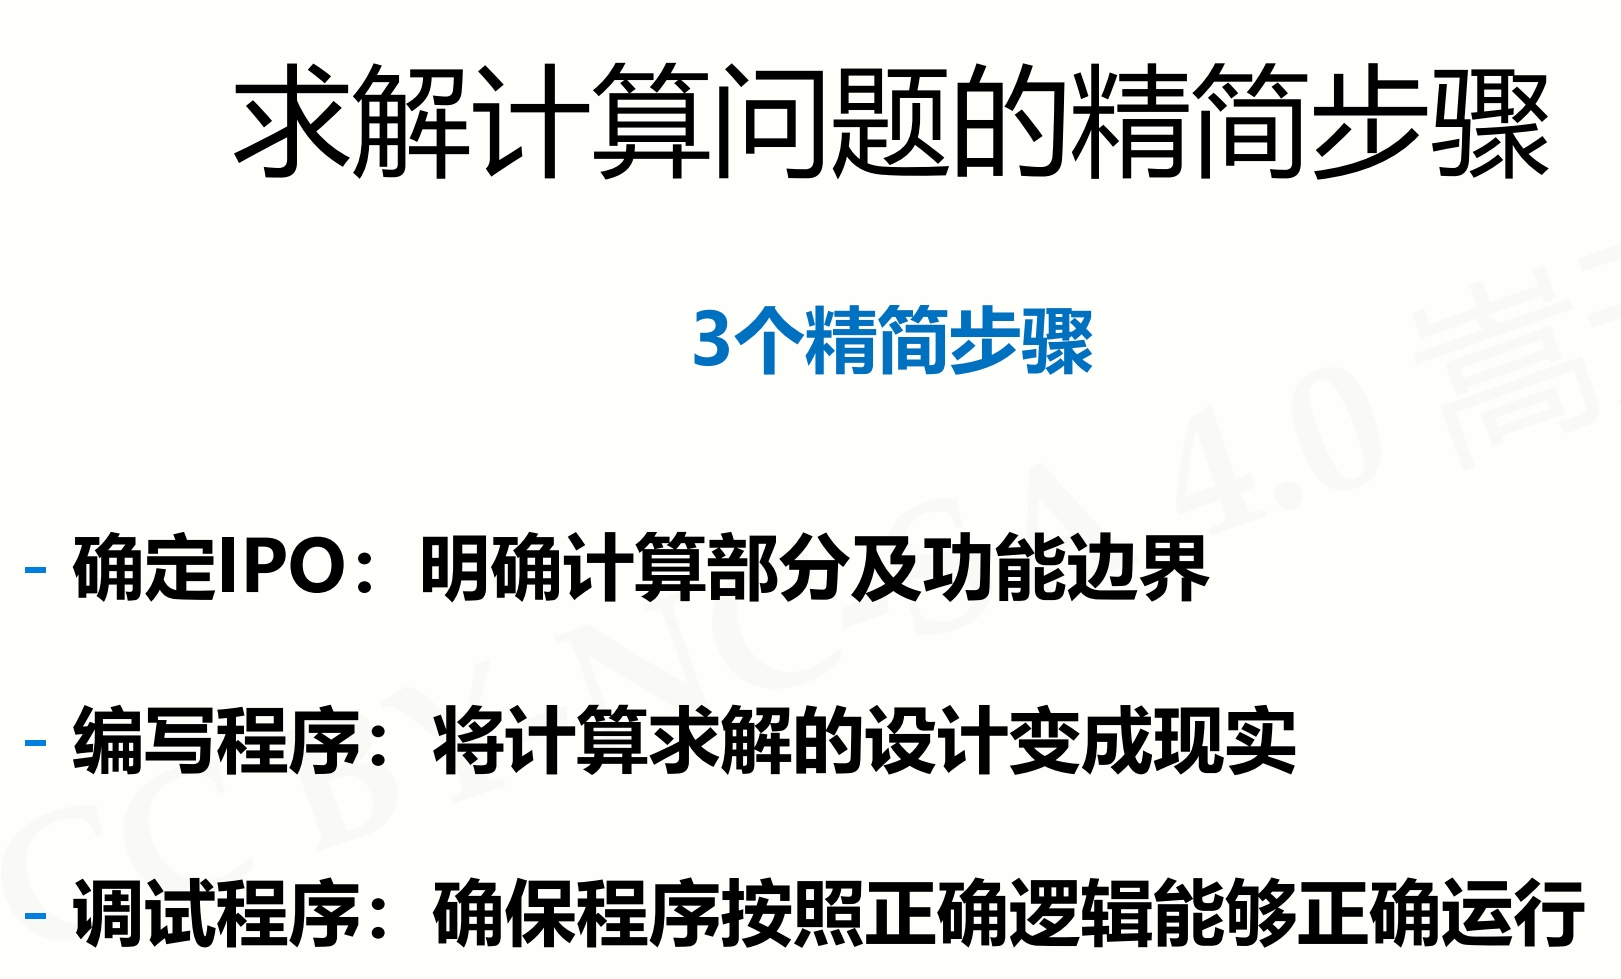 求解计算问题的精简步骤
3个精简步骤
- 确定IPO：明确计算部分及功能边界
- 编写程序：将计算求解的设计变成现实
- 调试程序：确保程序按照正确逻辑能够正确运行
CC BY-NC-SA 4.0 嵩